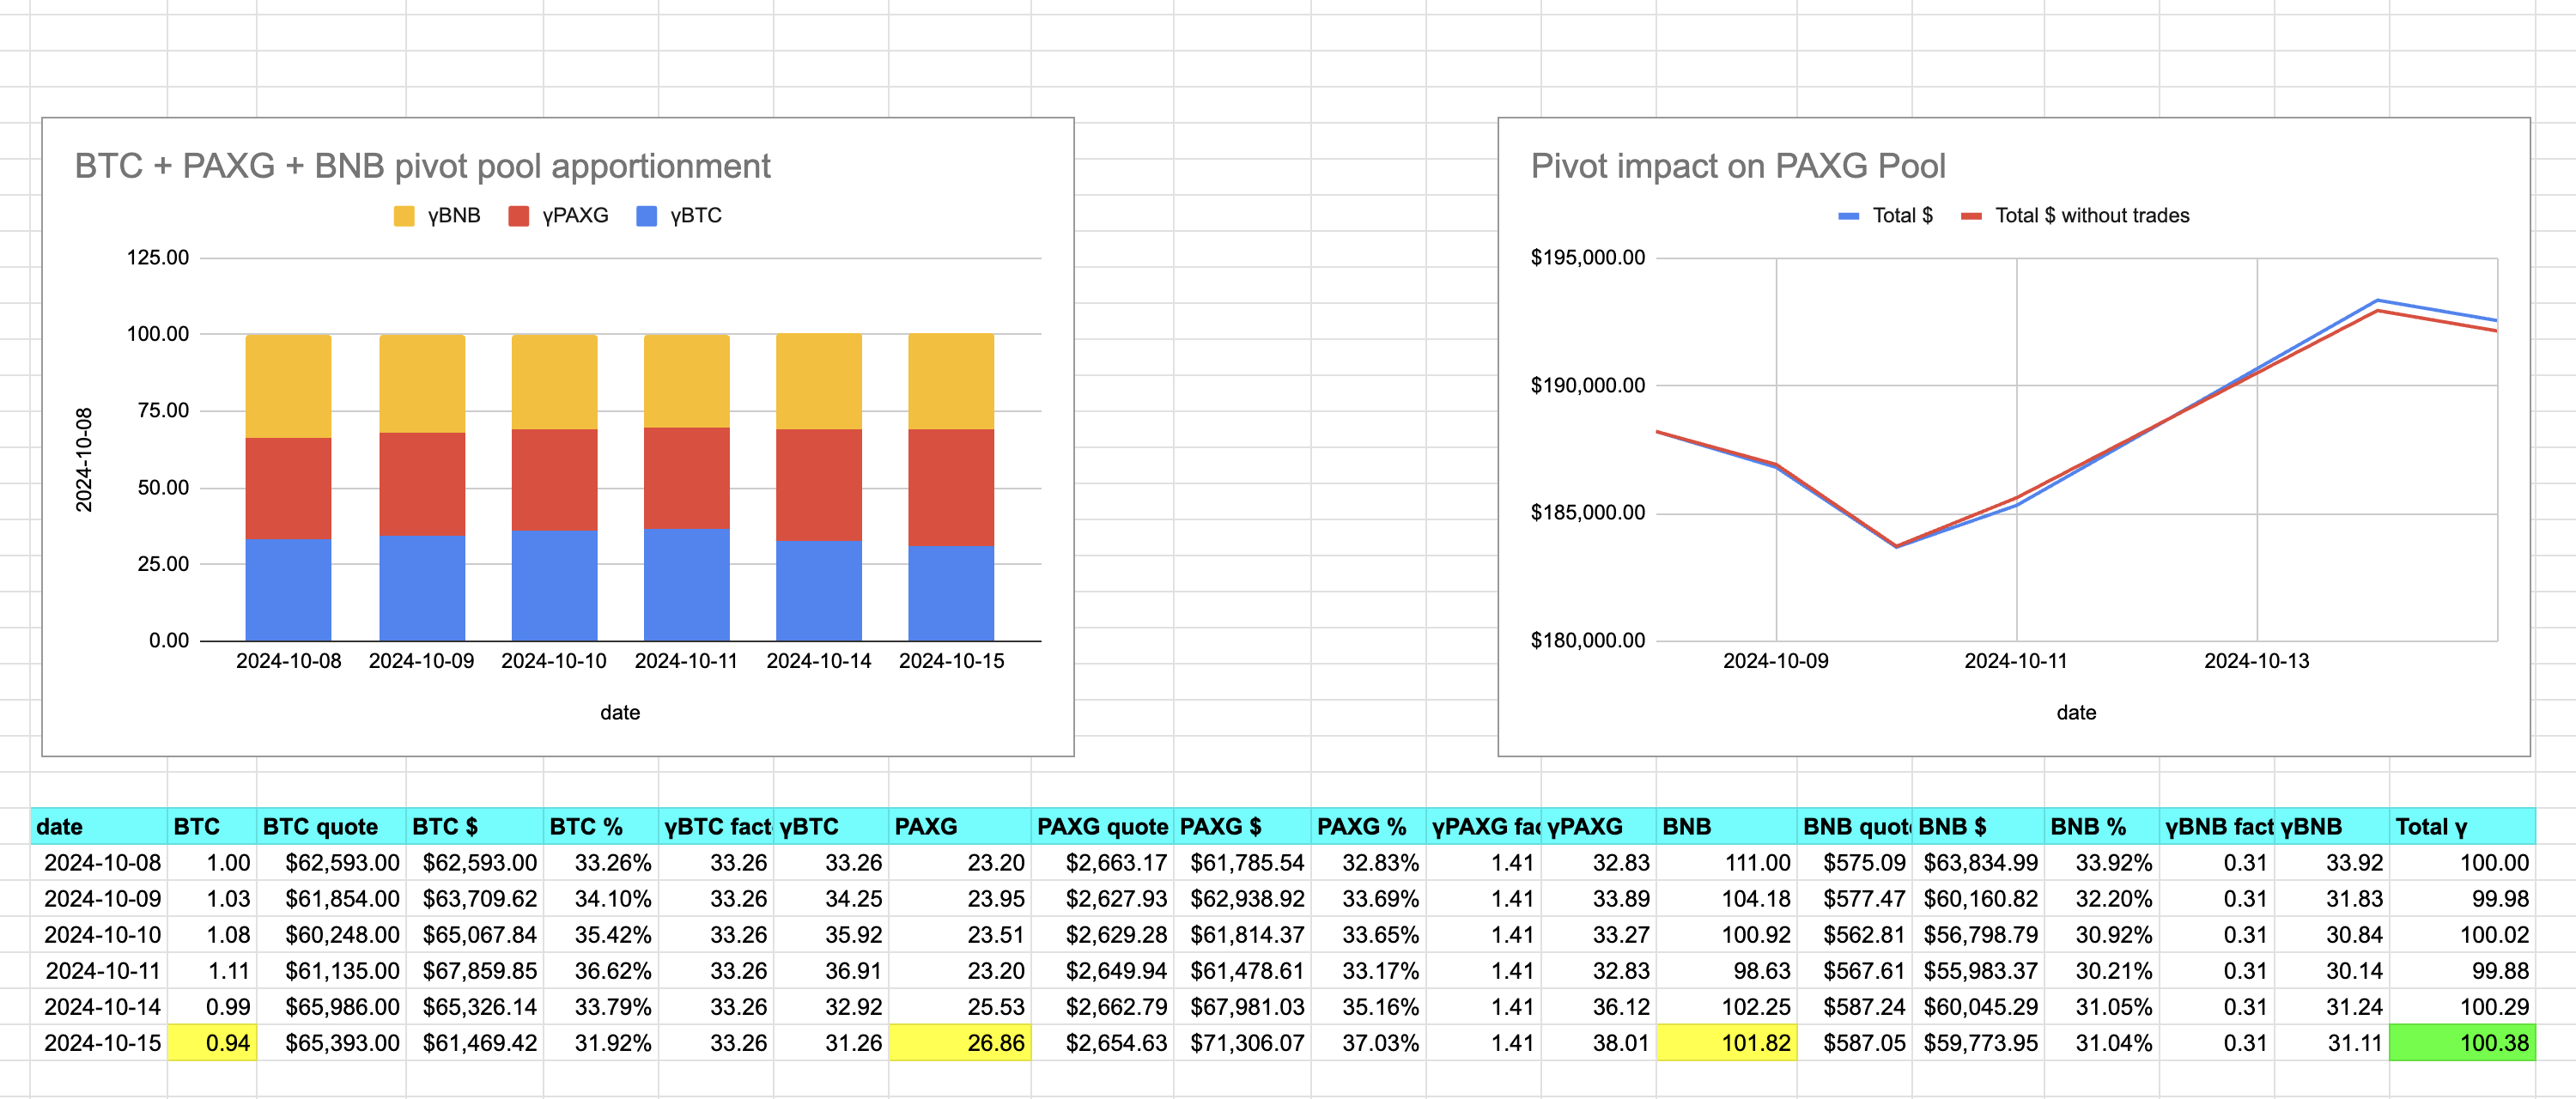 BTC + PAXG + BNB pivot pool apportionment
γBNB γPAXG γBTC
125.00
100.00
75.00
50.00
25.00
0.00
2024-10-08
2024-10-08 2024-10-09 2024-10-10 2024-10-11 2024-10-14 2024-10-15
date
Pivot impact on PAXG Pool
Total $ Total $ without trades
$195,000.00
$190,000.00
$185,000.00
$180,000.00
2024-10-09 2024-10-11 2024-10-13
date
date BTC BTC quote BTC $ BTC % γBTC fact γBTC PAXG PAXG quote PAXG $ PAXG % γPAXG fac γPAXG BNB BNB quot BNB $ BNB % γBNB fact γBNB Total γ
2024-10-08 1.00 $62,593.00 $62,593.00 33.26% 33.26 33.26 23.20 $2,663.17 $61,785.54 32.83% 1.41 32.83 111.00 $575.09 $63,834.99 33.92% 0.31 33.92 100.00
2024-10-09 1.03 $61,854.00 $63,709.62 34.10% 33.26 34.25 23.95 $2,627.93 $62,938.92 33.69% 1.41 33.89 104.18 $577.47 $60,160.82 32.20% 0.31 31.83 99.98
2024-10-10 1.08 $60,248.00 $65,067.84 35.42% 33.26 35.92 23.51 $2,629.28 $61,814.37 33.65% 1.41 33.27 100.92 $562.81 $56,798.79 30.92% 0.31 30.84 100.02
2024-10-11 1.11 $61,135.00 $67,859.85 36.62% 33.26 36.91 23.20 $2,649.94 $61,478.61 33.17% 1.41 32.83 98.63 $567.61 $55,983.37 30.21% 0.31 30.14 99.88
2024-10-14 0.99 $65,986.00 $65,326.14 33.79% 33.26 32.92 25.53 $2,662.79 $67,981.03 35.16% 1.41 36.12 102.25 $587.24 $60,045.29 31.05% 0.31 31.24 100.29
2024-10-15 0.94 $65,393.00 $61,469.42 31.92% 33.26 31.26 26.86 $2,654.63 $71,306.07 37.03% 1.41 38.01 101.82 $587.05 $59,773.95 31.04% 0.31 31.11 100.38